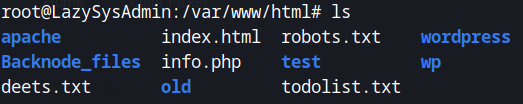 root@LazySysAdmin:/var/www/html# ls
apache index.html robots.txt wordpress
Backnode_files info.php test wp
deets.txt old todolist.txt